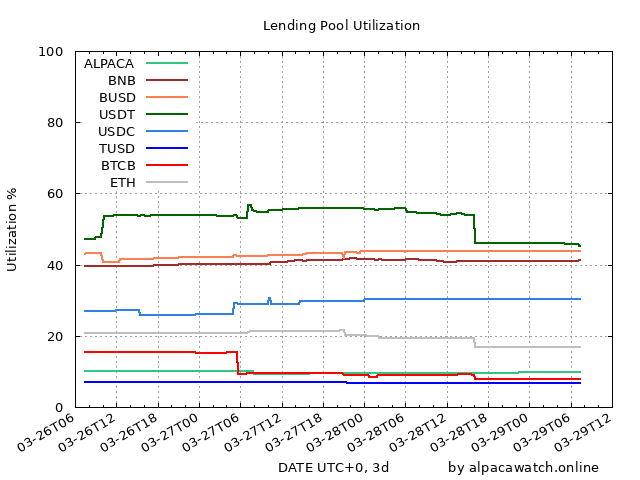 Lending Pool Utilization
100
80
60
40
20
0
Utilization %
ALPACA
BNB
BUSD
USDT
USDC
TUSD
BTCB
ETH
03-26T06
03-26T12
03-26T18
03-27T00
03-27T06
03-27T12
03-27T18
03-28T00
03-28T06
03-28T12
03-28T18
03-29T00
03-29T06
03-29T12
DATE UTC+0, 3d
by alpacawatch.online